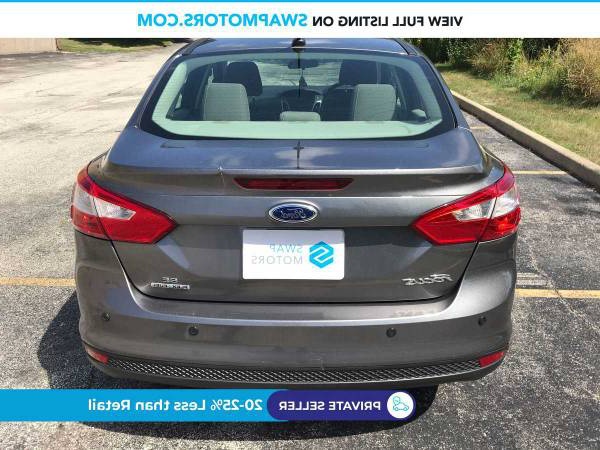 VIEW FULL LISTING ON SWAPMOTORS.COM
Ford
SWAP
MOTORS
Focus
SE
PRIVATE SELLER 20-25% Less than Retail